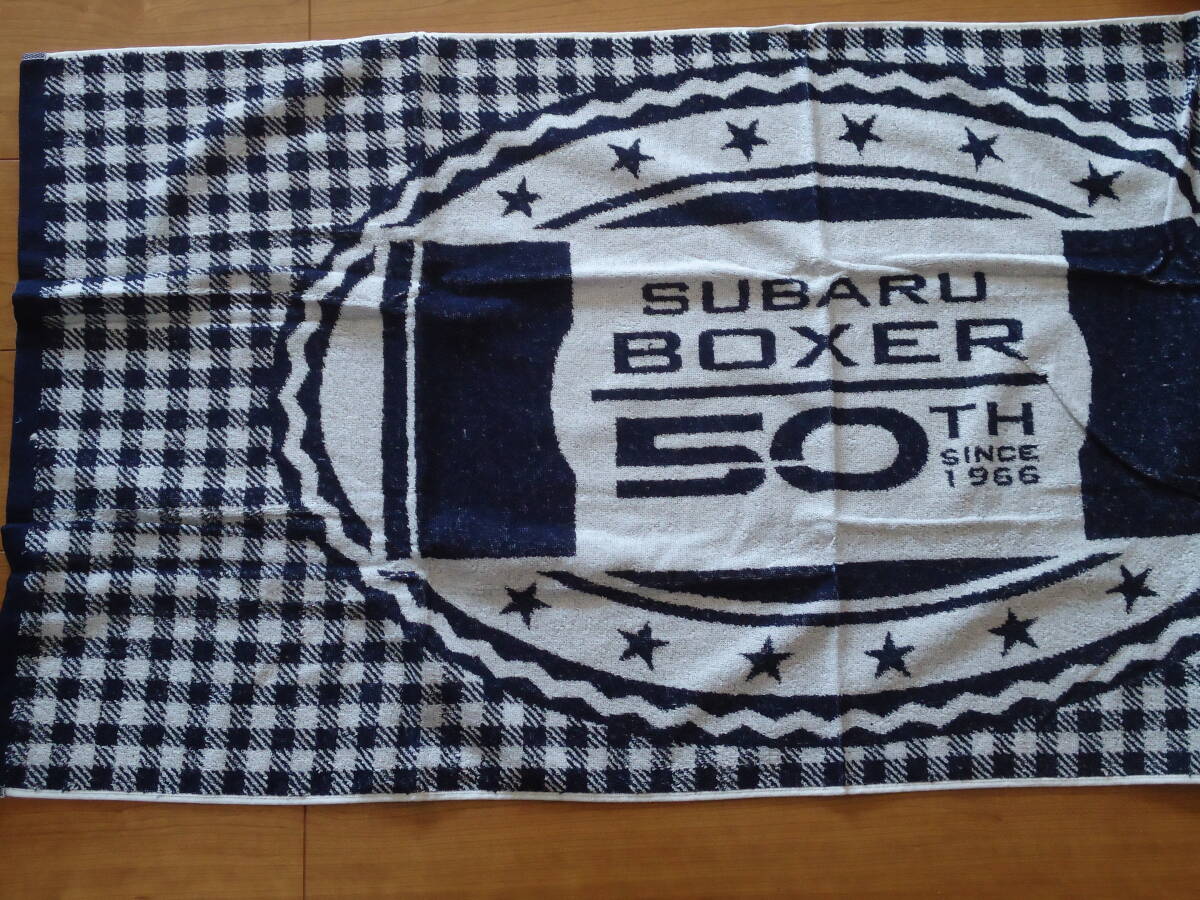 SUBARU
BOXER
50TH
SINCE
1966